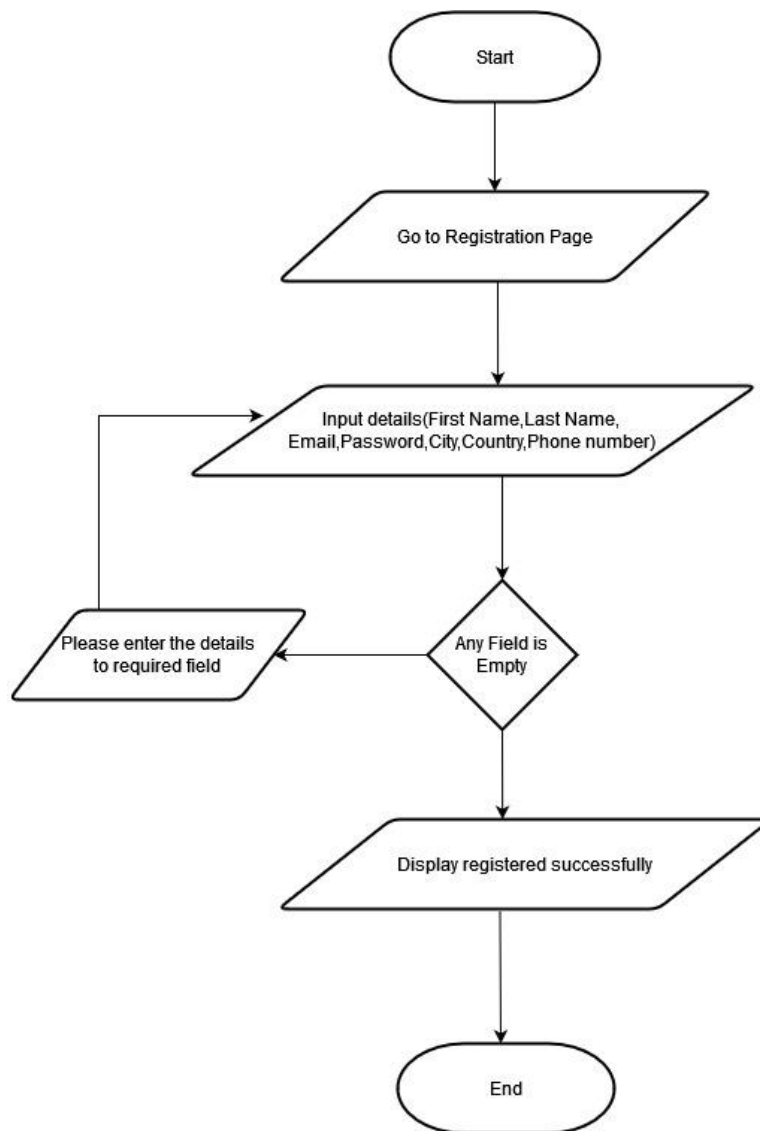 Start
Go to Registration Page
Input details(First Name,Last Name,
Email,Password,City,Country,Phone number)
Please enter the details
to required field
Any Field is
Empty
Display registered successfully
End